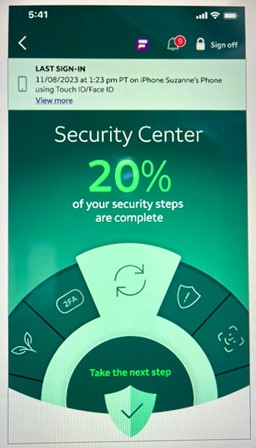 5:41
9
Sign off
LAST SIGN-IN
11/08/2023 at 1:23 pm PT on iPhone Suzanne's Phone
using Touch ID/Face ID
View more
Security Center
20%
of your security steps
are complete
2FA
Take the next step